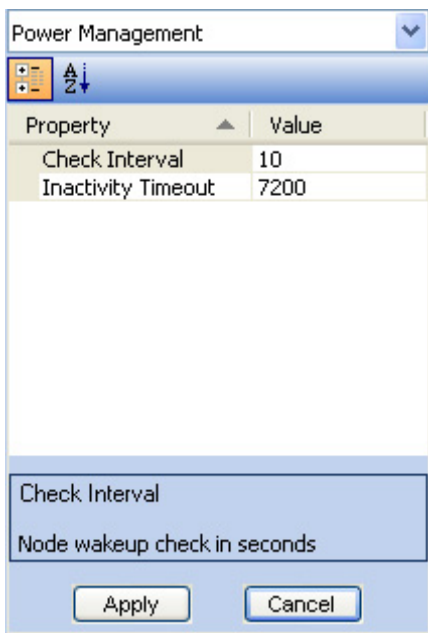 Power Management
A
Z
Property Value
Check Interval 10
Inactivity Timeout 7200
Check Interval
Node wakeup check in seconds
Apply Cancel